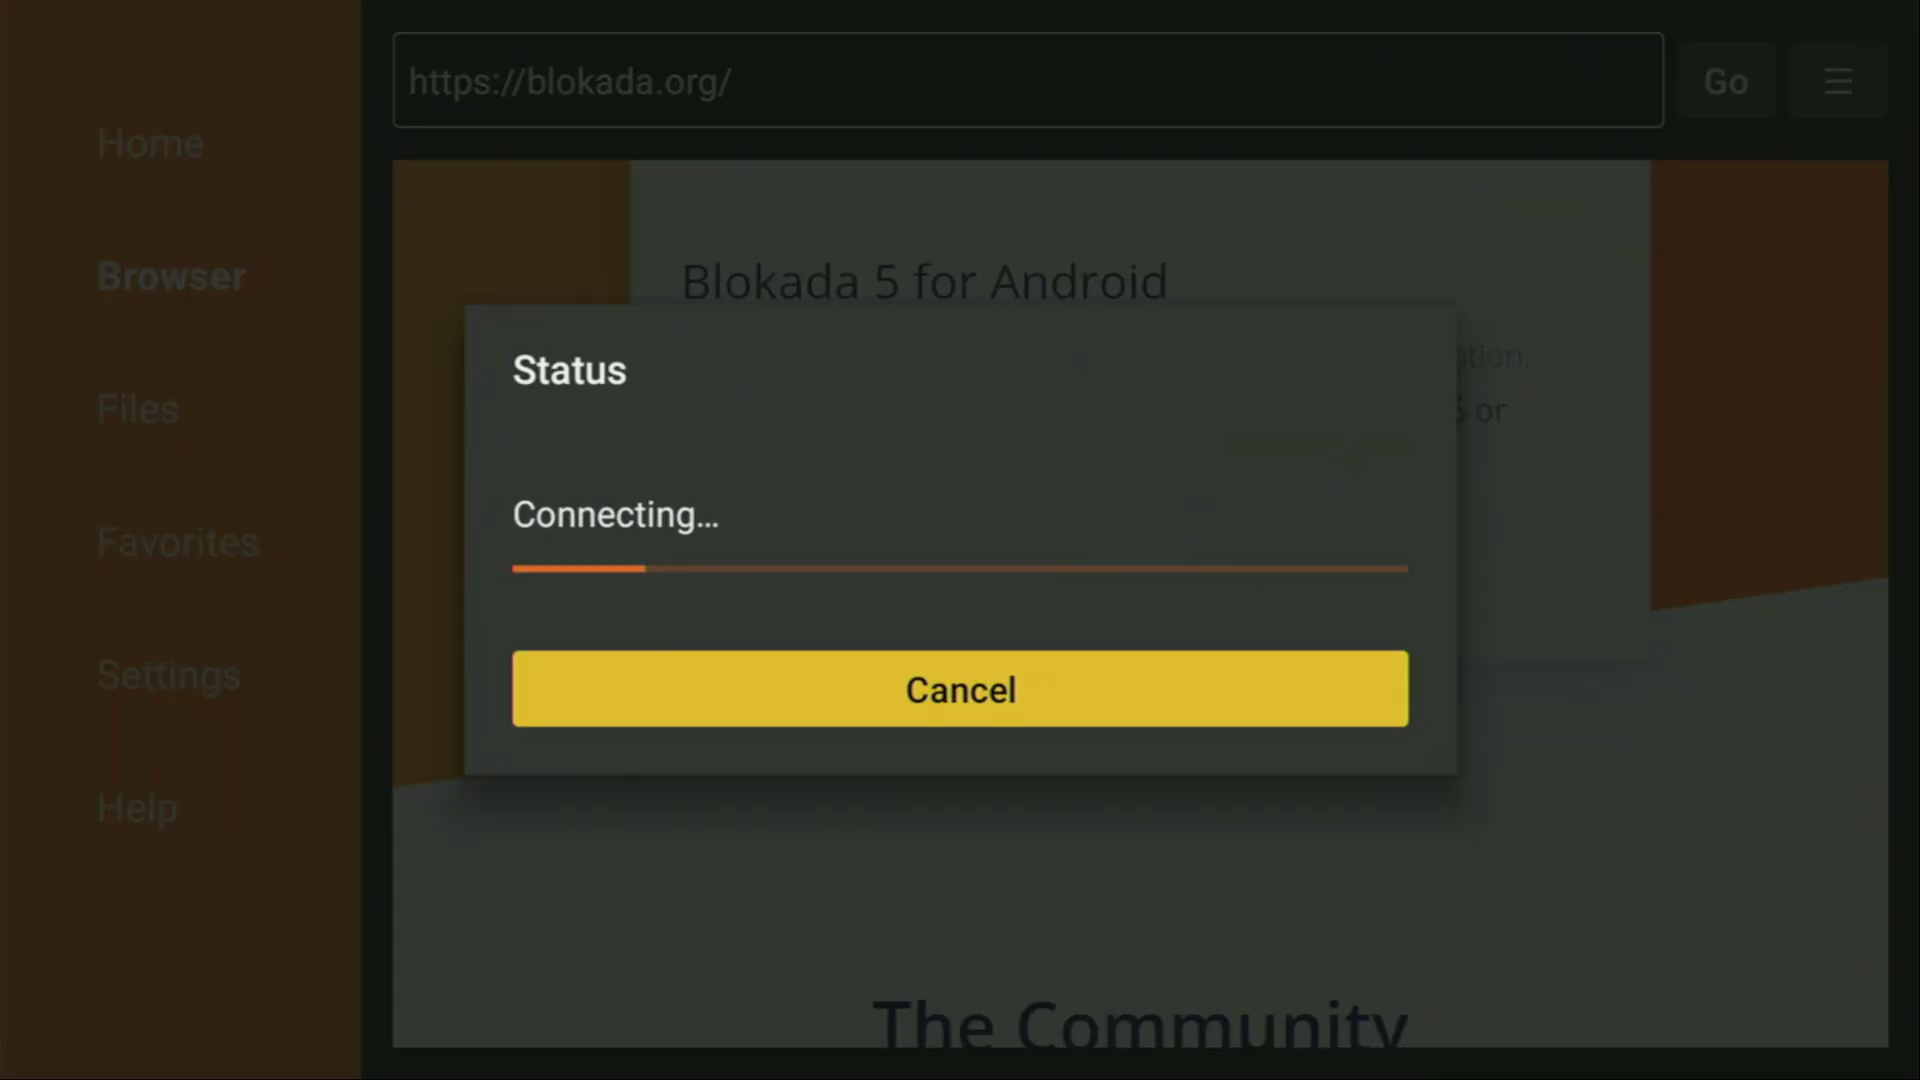 https://blokada.org/
Go
Home
Browser
Files
Favorites
Settings
Help
Blokada 5 for Android
or
Status
Connecting…
Cancel
The Community